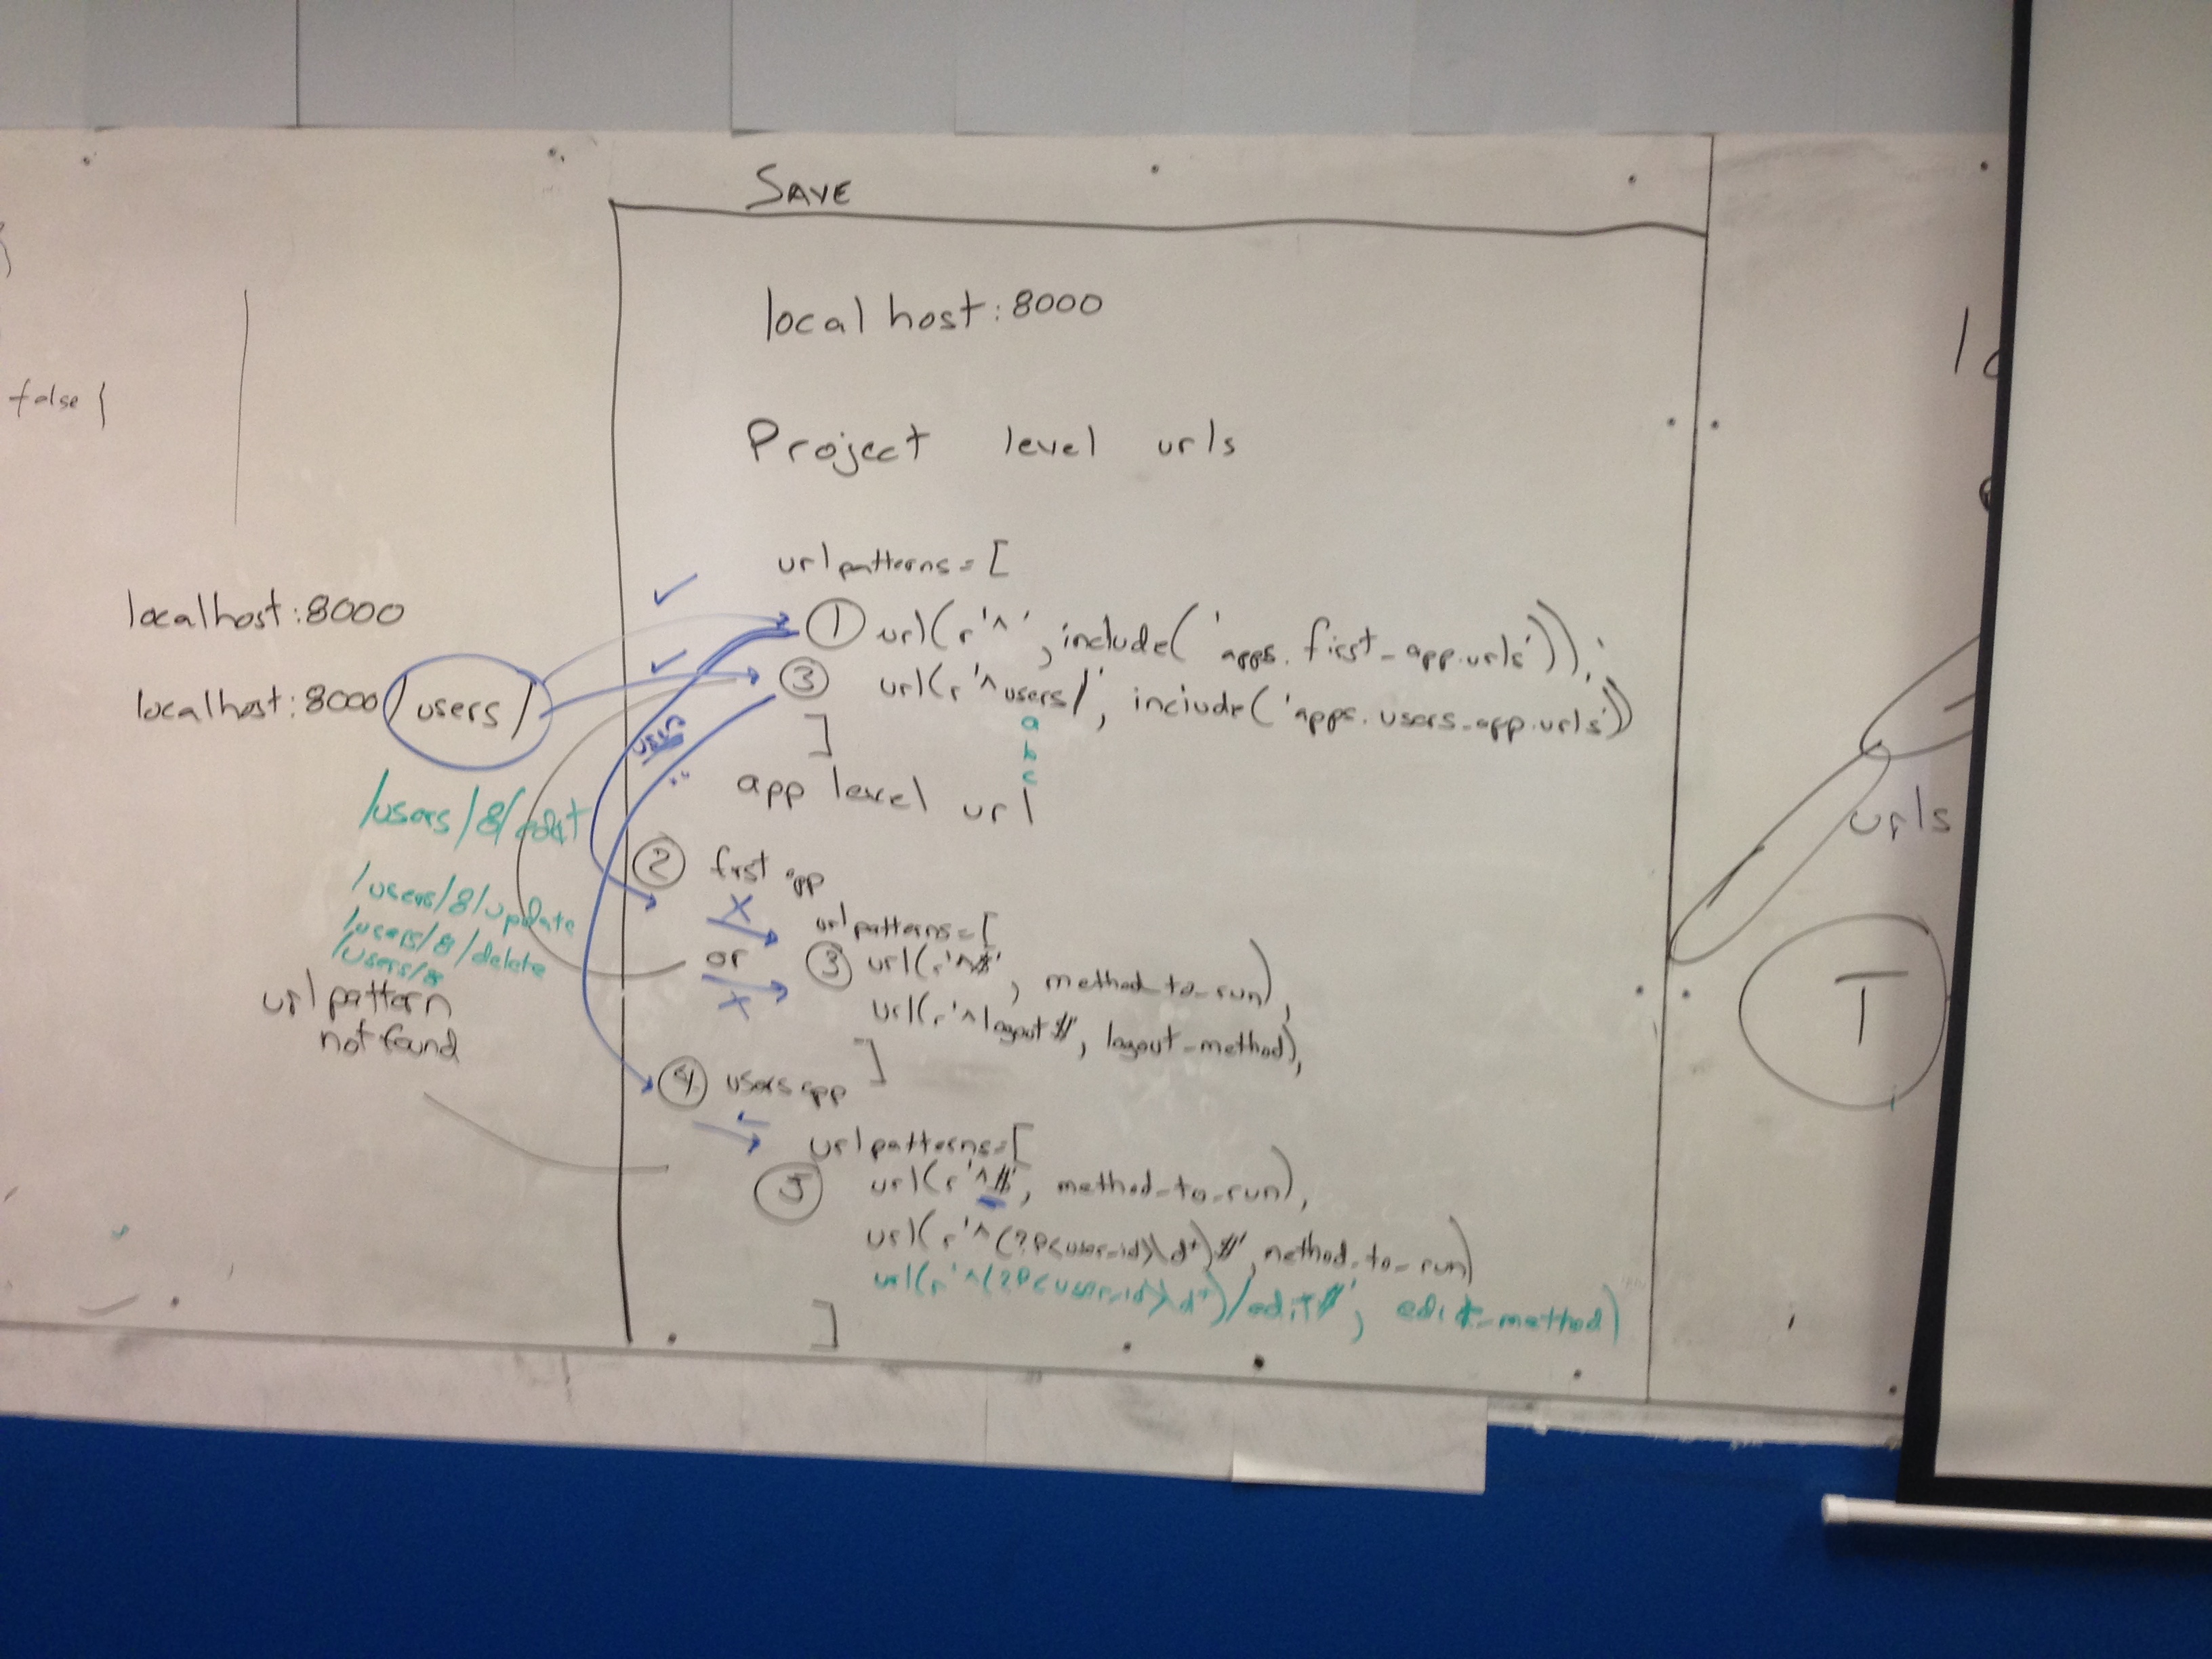 SAVE
localhost:8000
Project level urls
urlpatterns = [
① url(r'^', include('apps.first_app.urls')),
③ url(r'^users/', include('apps.users_app.urls'))
a
b
c
]
app level url
② first app
urlpatterns = [
X
or
X
③ url(r'^$', method_to_run),
url(r'^logout$', logout_method),
]
④ users app
urlpatterns = [
⑤ url(r'^$', method_to_run),
url(r'^(?P<user_id>\d+)$', method_to_run)
url(r'^(?P<user_id>\d+)/edit$', edit_method)
]
false {
localhost:8000
localhost:8000/users/
/users/8/edit
/users/8/update
/users/8/delete
/users/8
url pattern
not found
urls
T